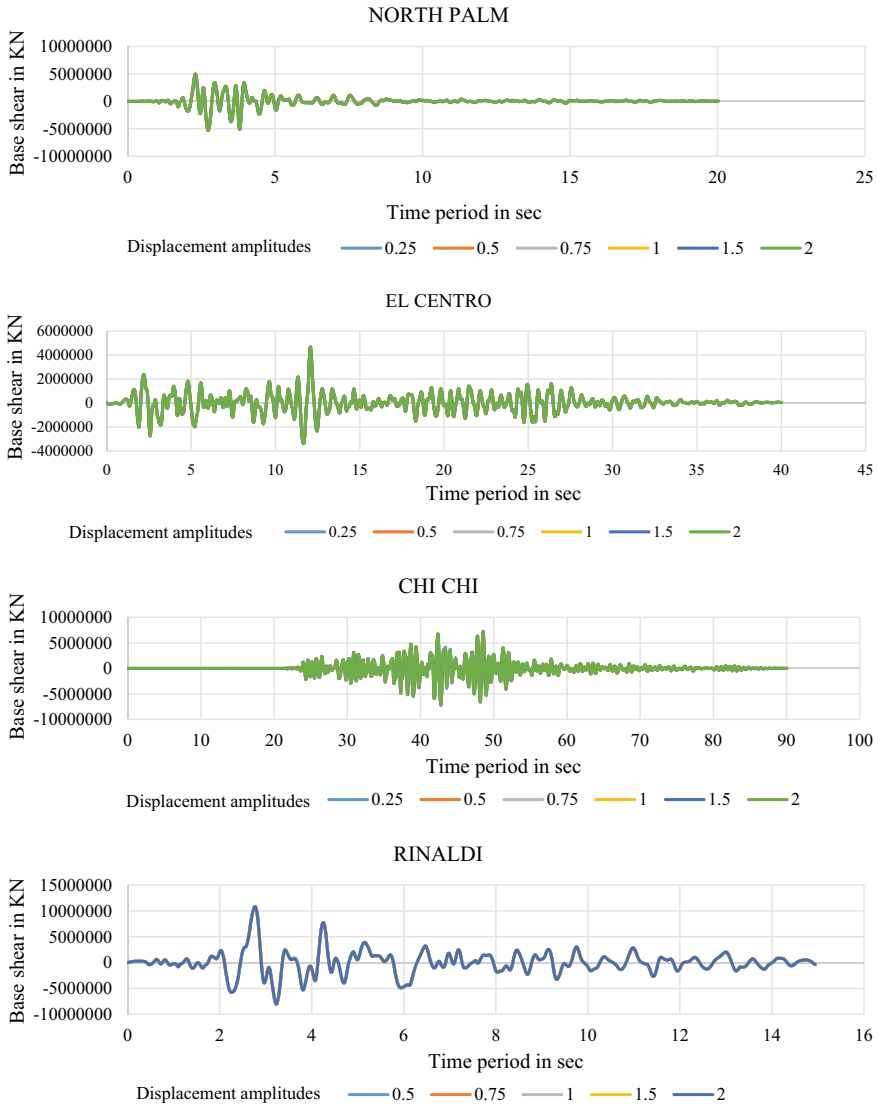 NORTH PALM
Base shear in KN
10000000
5000000
0
-5000000
-10000000
0 5 10 15 20 25
Time period in sec
Displacement amplitudes 0.25 0.5 0.75 1 1.5 2
EL CENTRO
Base shear in KN
6000000
4000000
2000000
0
-2000000
-4000000
0 5 10 15 20 25 30 35 40 45
Time period in sec
Displacement amplitudes 0.25 0.5 0.75 1 1.5 2
CHI CHI
Base shear in KN
10000000
5000000
0
-5000000
-10000000
0 10 20 30 40 50 60 70 80 90 100
Time period in sec
Displacement amplitudes 0.25 0.5 0.75 1 1.5 2
RINALDI
Base shear in KN
15000000
10000000
5000000
0
-5000000
-10000000
0 2 4 6 8 10 12 14 16
Time period in sec
Displacement amplitudes 0.5 0.75 1 1.5 2